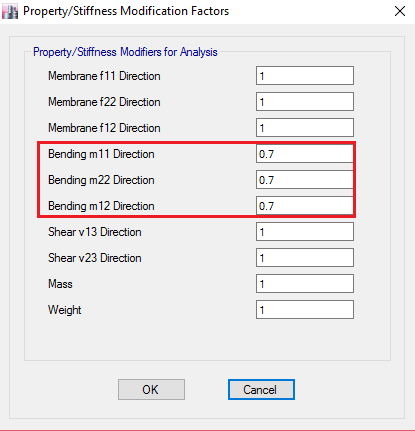 Property/Stiffness Modification Factors
Property/Stiffness Modifiers for Analysis
Membrane f11 Direction 1
Membrane f22 Direction 1
Membrane f12 Direction 1
Bending m11 Direction 0.7
Bending m22 Direction 0.7
Bending m12 Direction 0.7
Shear v13 Direction 1
Shear v23 Direction 1
Mass 1
Weight 1
OK Cancel